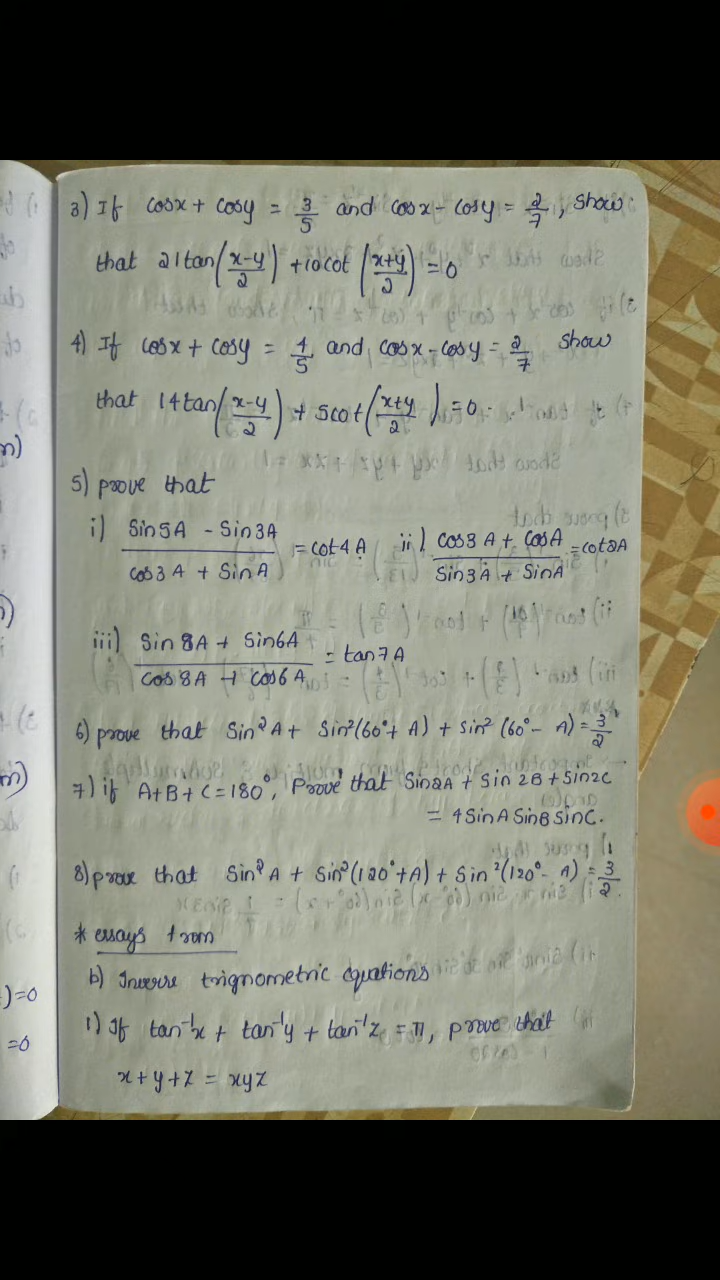 3) If cosx + cosy = 3/5 and cosx - cosy = 2/7, show
that 21tan(x-y/2) + 10cot(x+y/2) = 0
4) If cosx + cosy = 4/5 and cosx - cosy = 2/7 show
that 14tan(x-y/2) + 5cot(x+y/2) = 0
5) prove that
i) Sin5A - Sin3A / cos3A + SinA = cot4A ii) cos3A + cosA / Sin3A + SinA = cot2A
iii) Sin8A + Sin6A / cos8A + cos6A = tan7A
6) prove that Sin²A + Sin²(60°+A) + Sin²(60°-A) = 3/2
7) if A+B+C=180°, Prove that Sin2A + Sin2B + Sin2C
= 4SinASinBSinC.
8) prove that Sin²A + Sin²(120°+A) + Sin²(120°-A) = 3/2
* essays from
b) Inverse trignometric equations
1) If tan⁻¹x + tan⁻¹y + tan⁻¹z = π, prove that
x+y+z = xyz
n)
)
m)
)=0
=0